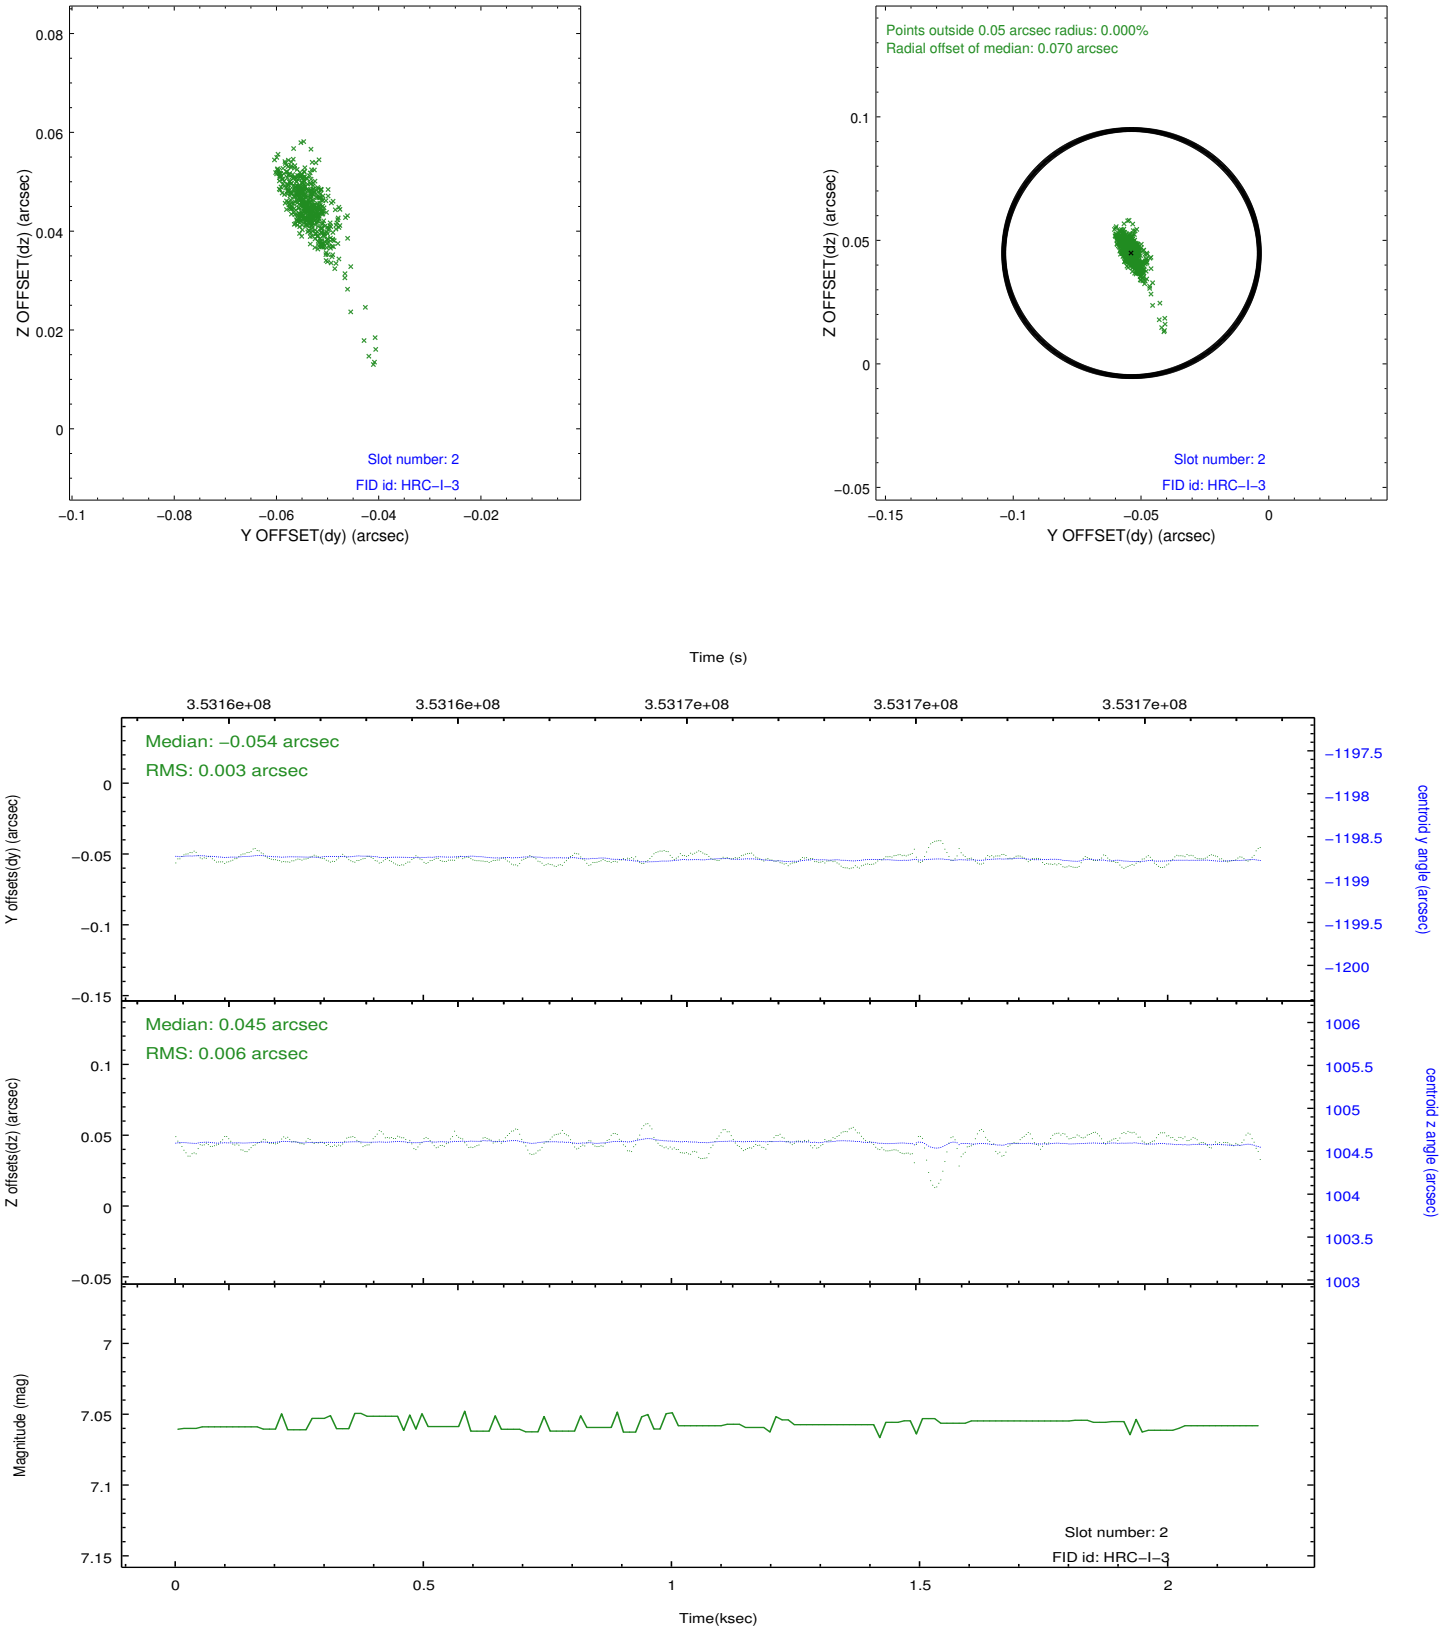 0.08
0.06
0.04
0.02
0
Z OFFSET(dz) (arcsec)
Slot number: 2
FID id: HRC−I−3
−0.1
−0.08
−0.06
−0.04
−0.02
Y OFFSET(dy) (arcsec)
Points outside 0.05 arcsec radius: 0.000%
Radial offset of median: 0.070 arcsec
0.1
0.05
0
−0.05
Z OFFSET(dz) (arcsec)
Slot number: 2
FID id: HRC−I−3
−0.15
−0.1
−0.05
0
Y OFFSET(dy) (arcsec)
Time (s)
3.5316e+08
3.5316e+08
3.5317e+08
3.5317e+08
3.5317e+08
Median: −0.054 arcsec
RMS: 0.003 arcsec
0
−0.05
−0.1
−0.15
Y offsets(dy) (arcsec)
−1197.5
−1198
−1198.5
−1199
−1199.5
−1200
centroid y angle (arcsec)
Median: 0.045 arcsec
RMS: 0.006 arcsec
0.1
0.05
0
−0.05
Z offsets(dz) (arcsec)
1006
1005.5
1005
1004.5
1004
1003.5
1003
centroid z angle (arcsec)
7
7.05
7.1
7.15
Magnitude (mag)
Slot number: 2
FID id: HRC−I−3
0
0.5
1
1.5
2
Time(ksec)